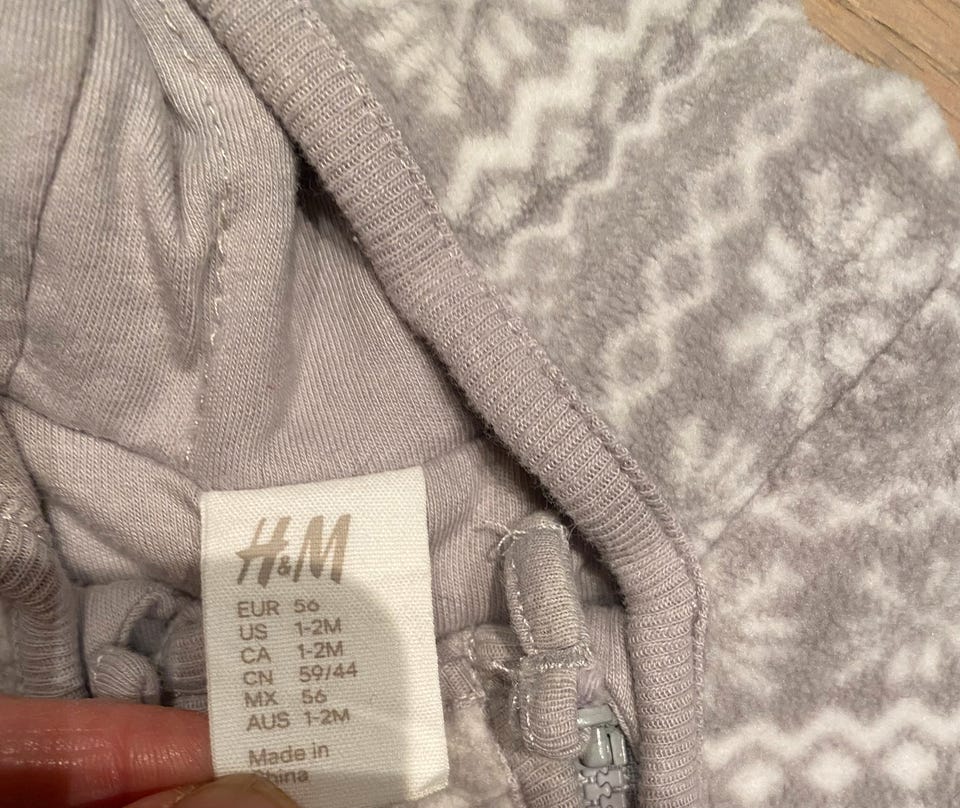 H&M
EUR 56
US 1-2M
CA 1-2M
CN 59/44
MX 56
AUS 1-2M
Made in
China